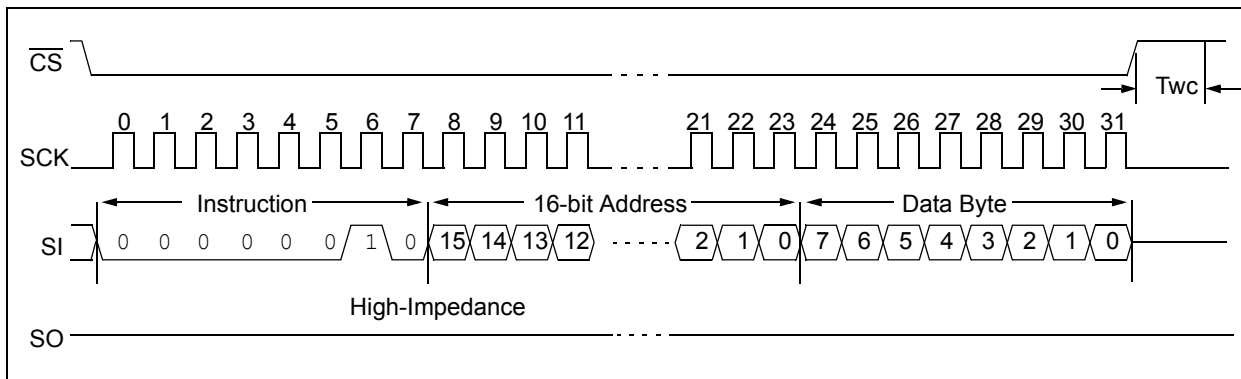 CS
Twc
0 1 2 3 4 5 6 7 8 9 10 11 21 22 23 24 25 26 27 28 29 30 31
SCK
Instruction 16-bit Address Data Byte
SI 0 0 0 0 0 0 1 0 15 14 13 12 2 1 0 7 6 5 4 3 2 1 0
High-Impedance
SO